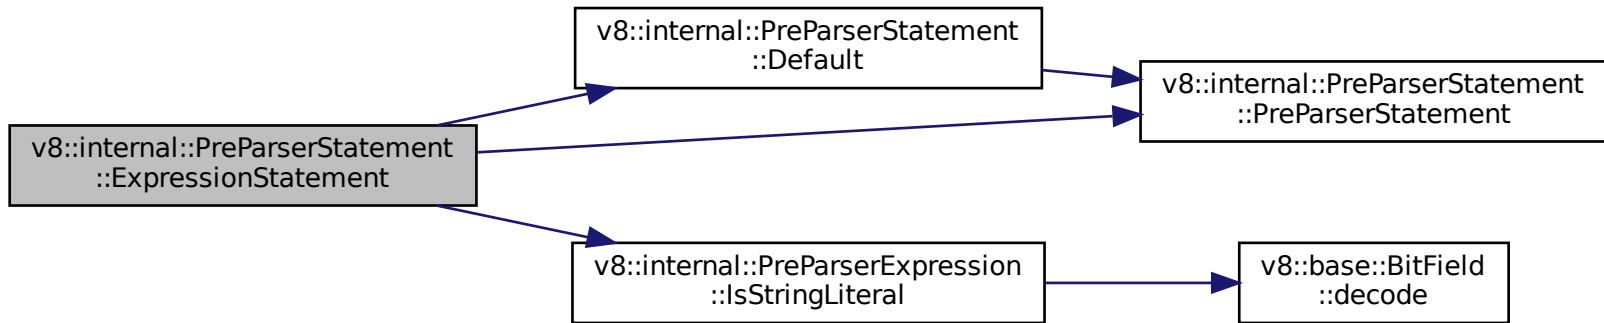 v8::internal::PreParserStatement
::ExpressionStatement
v8::internal::PreParserStatement
::Default
v8::internal::PreParserStatement
::PreParserStatement
v8::internal::PreParserExpression
::IsStringLiteral
v8::base::BitField
::decode